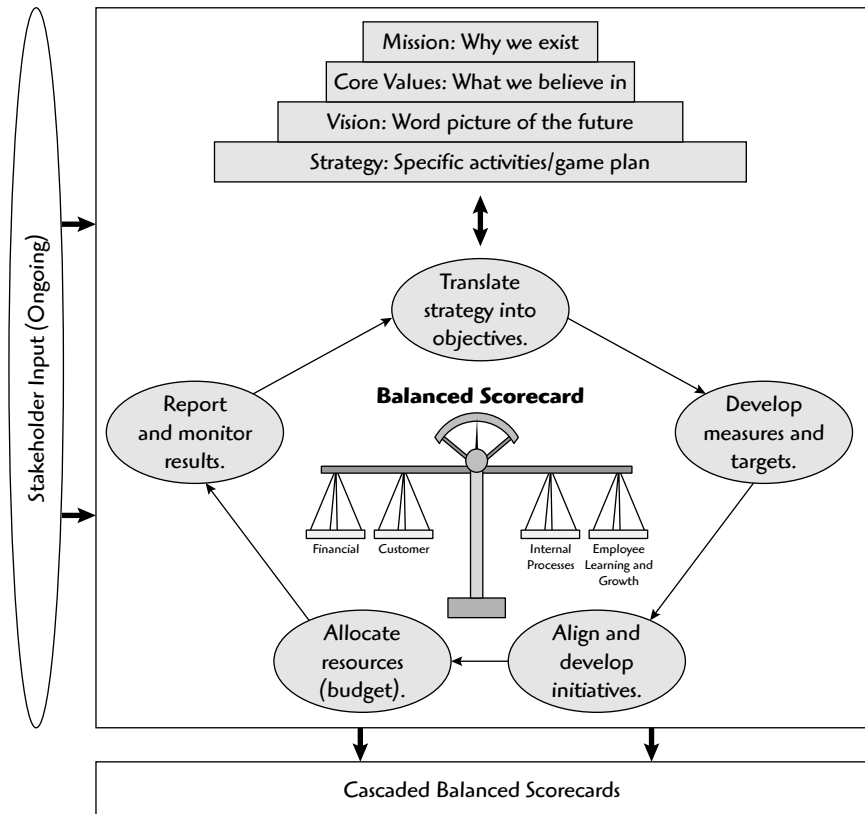 Mission: Why we exist
Core Values: What we believe in
Vision: Word picture of the future
Strategy: Specific activities/game plan
Stakeholder Input (Ongoing)
Translate
strategy into
objectives.
Balanced Scorecard
Report
and monitor
results.
Develop
measures and
targets.
Financial
Customer
Internal
Processes
Employee
Learning and
Growth
Allocate
resources
(budget).
Align and
develop
initiatives.
Cascaded Balanced Scorecards